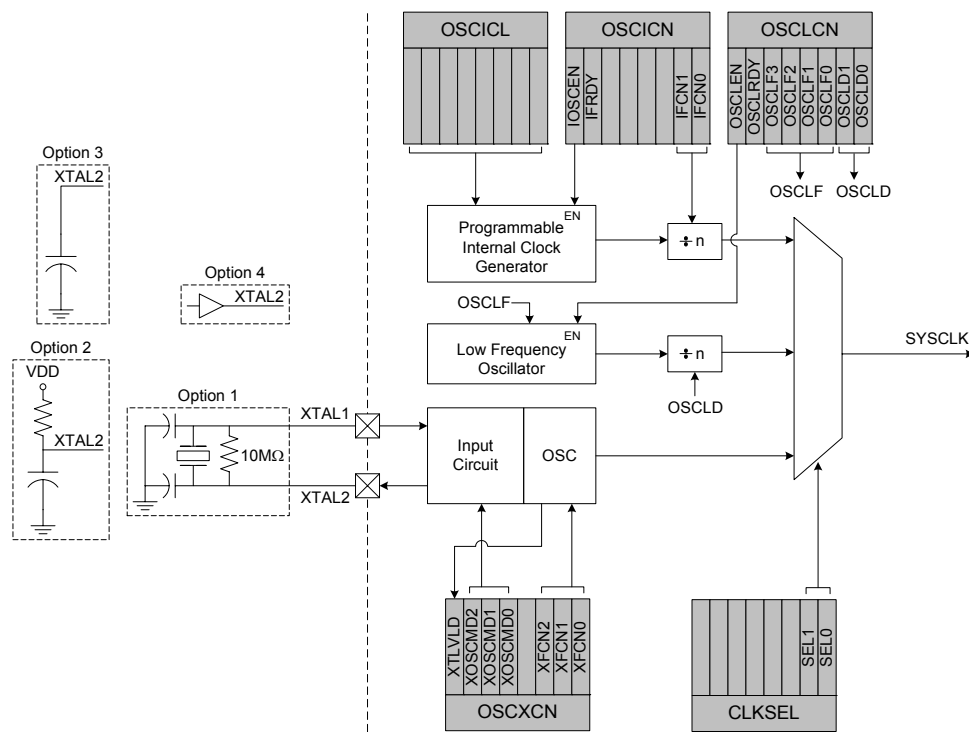 OSCICL
OSCICN
IOSCEN
IFRDY
IFCN1
IFCN0
OSCLCN
OSCLEN
OSCLRDY
OSCLF3
OSCLF2
OSCLF1
OSCLF0
OSCLD1
OSCLD0
OSCLF
OSCLD
Option 3
XTAL2
Option 4
XTAL2
Option 2
VDD
XTAL2
Option 1
10MΩ
XTAL1
XTAL2
EN
Programmable
Internal Clock
Generator
÷ n
OSCLF
EN
Low Frequency
Oscillator
÷ n
OSCLD
Input
Circuit
OSC
SYSCLK
XTLVLD
XOSCMD2
XOSCMD1
XOSCMD0
XFCN2
XFCN1
XFCN0
OSCXCN
SEL1
SEL0
CLKSEL